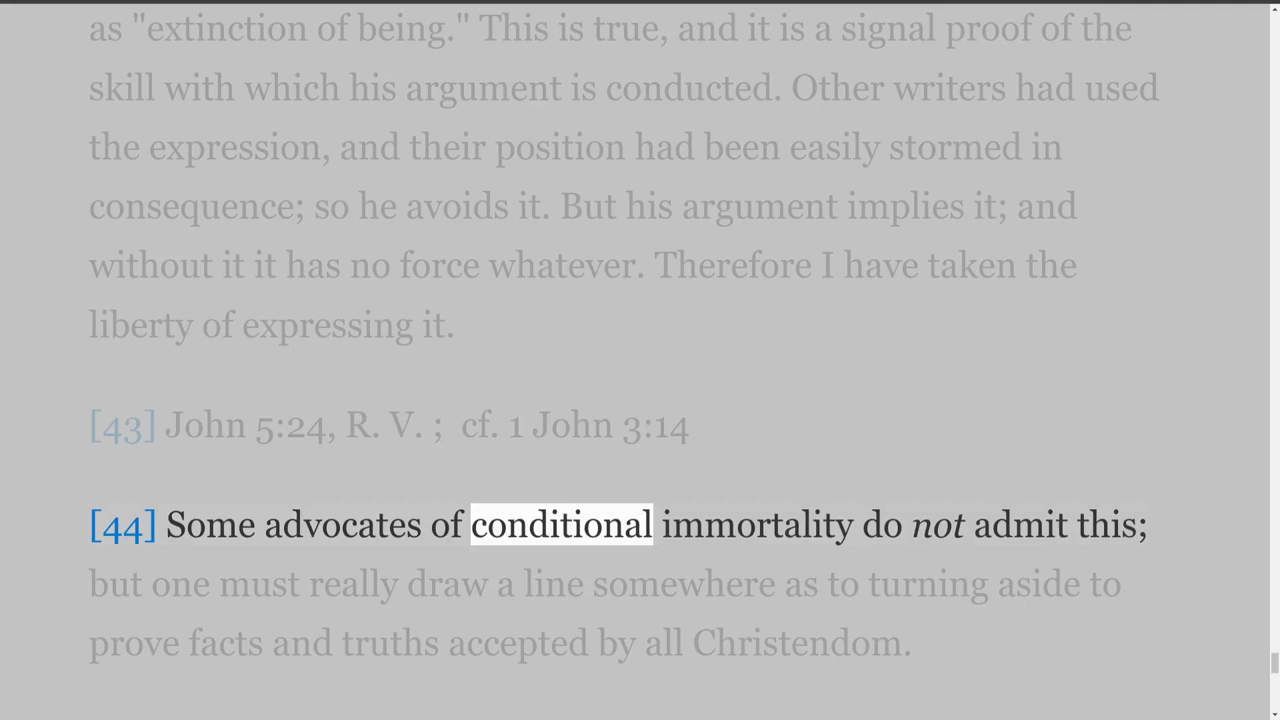 as "extinction of being." This is true, and it is a signal proof of the
skill with which his argument is conducted. Other writers had used
the expression, and their position had been easily stormed in
consequence; so he avoids it. But his argument implies it; and
without it it has no force whatever. Therefore I have taken the
liberty of expressing it.
[43] John 5:24, R. V. ;  cf. 1 John 3:14
[44] Some advocates of conditional immortality do not admit this;
but one must really draw a line somewhere as to turning aside to
prove facts and truths accepted by all Christendom.